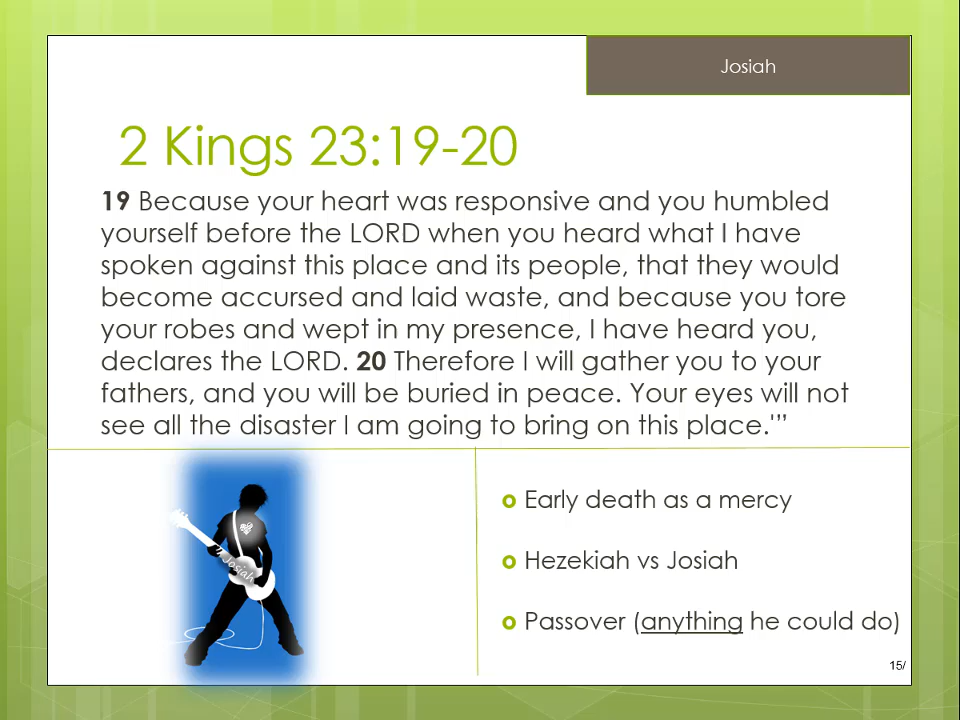 Josiah
2 Kings 23:19-20
19 Because your heart was responsive and you humbled
yourself before the LORD when you heard what I have
spoken against this place and its people, that they would
become accursed and laid waste, and because you tore
your robes and wept in my presence, I have heard you,
declares the LORD. 20 Therefore I will gather you to your
fathers, and you will be buried in peace. Your eyes will not
see all the disaster I am going to bring on this place.'”
Josiah
Early death as a mercy
Hezekiah vs Josiah
Passover (anything he could do)
15/